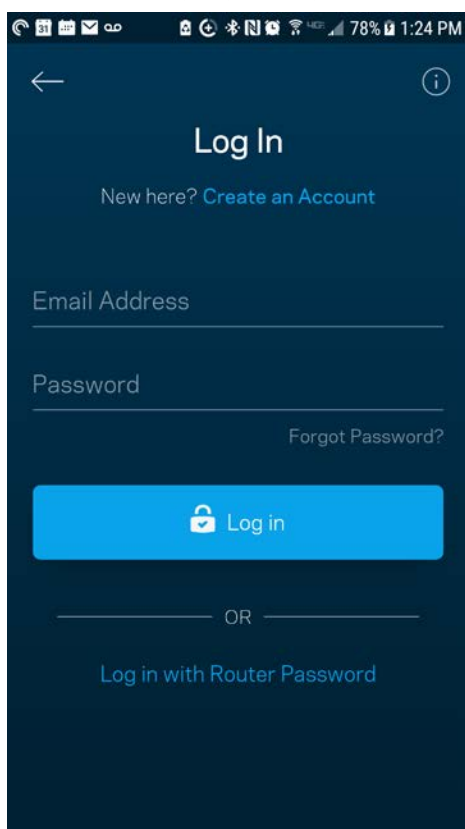 31 78% 1:24 PM
Log In
New here? Create an Account
Email Address
Password
Forgot Password?
Log in
OR
Log in with Router Password